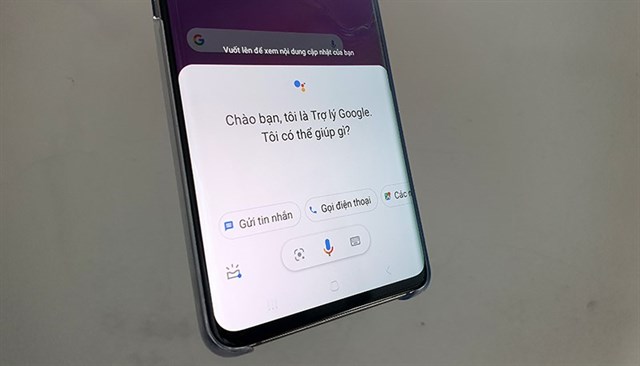 Vuốt lên để xem nội dung cập nhật của bạn
Chào bạn, tôi là Trợ lý Google.
Tôi có thể giúp gì?
Gửi tin nhắn
Gọi điện thoại
Các